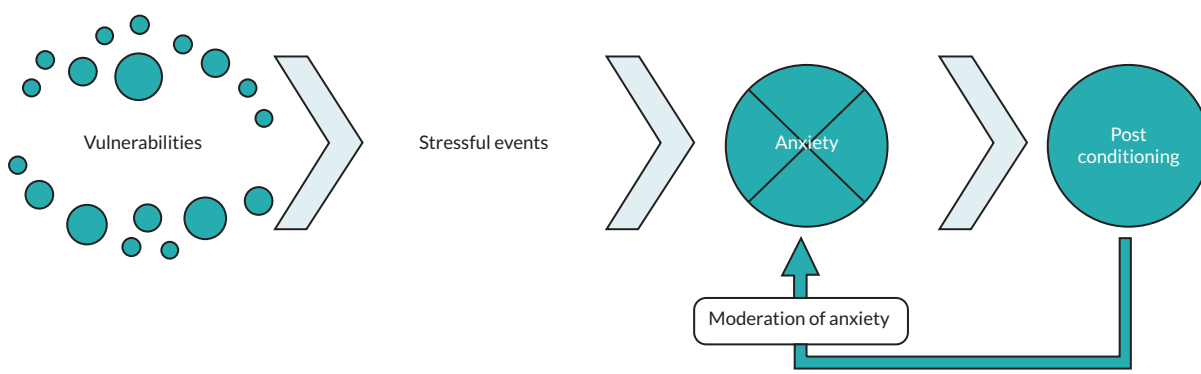 Vulnerabilities
Stressful events
Anxiety
Post
conditioning
Moderation of anxiety